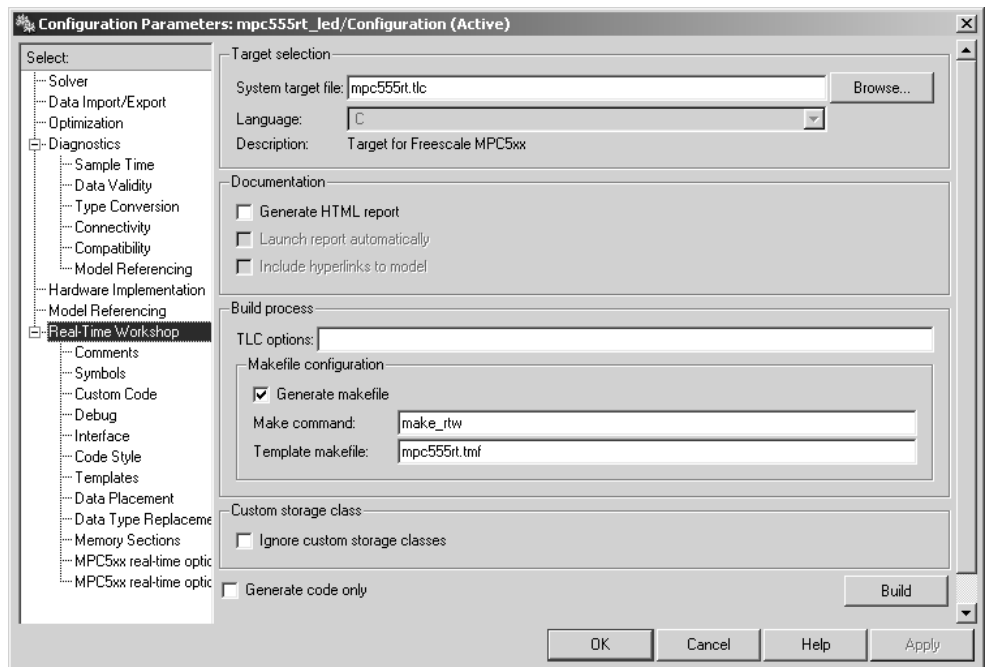 Configuration Parameters: mpc555rt_led/Configuration (Active)
Select:
Solver
Data Import/Export
Optimization
Diagnostics
Sample Time
Data Validity
Type Conversion
Connectivity
Compatibility
Model Referencing
Hardware Implementation
Model Referencing
Real-Time Workshop
Comments
Symbols
Custom Code
Debug
Interface
Code Style
Templates
Data Placement
Data Type Replaceme
Memory Sections
MPC5xx real-time optic
MPC5xx real-time optic
Target selection
System target file: mpc555rt.tlc Browse...
Language: C
Description: Target for Freescale MPC5xx
Documentation
Generate HTML report
Launch report automatically
Include hyperlinks to model
Build process
TLC options:
Makefile configuration
Generate makefile
Make command: make_rtw
Template makefile: mpc555rt.tmf
Custom storage class
Ignore custom storage classes
Generate code only Build
OK Cancel Help Apply